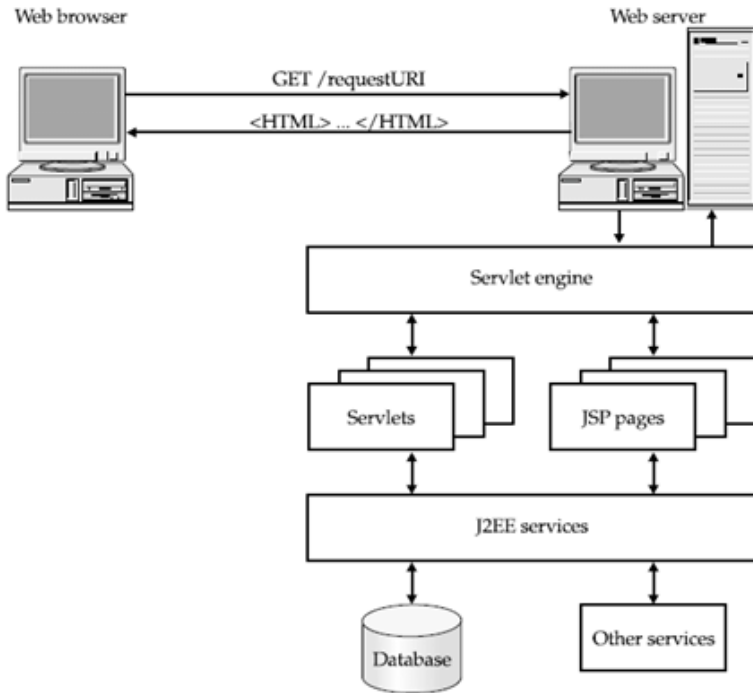 Web browser
Web server
GET /requestURI
<HTML> ... </HTML>
Servlet engine
Servlets
JSP pages
J2EE services
Database
Other services